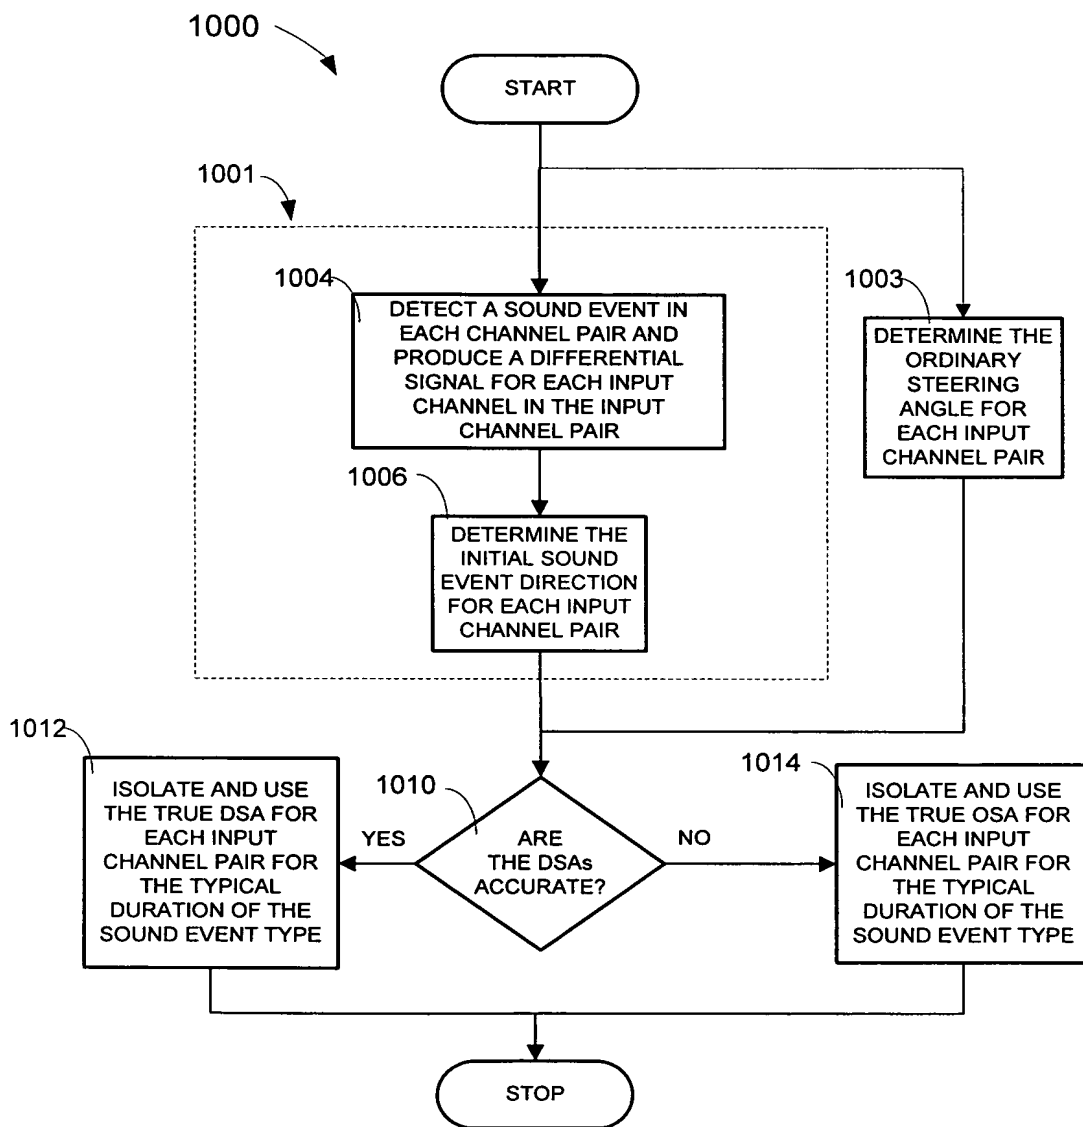 1000
START
1001
1004
DETECT A SOUND EVENT IN
EACH CHANNEL PAIR AND
PRODUCE A DIFFERENTIAL
SIGNAL FOR EACH INPUT
CHANNEL IN THE INPUT
CHANNEL PAIR
1003
DETERMINE THE
ORDINARY
STEERING
ANGLE FOR
EACH INPUT
CHANNEL PAIR
1006
DETERMINE THE
INITIAL SOUND
EVENT DIRECTION
FOR EACH INPUT
CHANNEL PAIR
1012
ISOLATE AND USE
THE TRUE DSA FOR
EACH INPUT
CHANNEL PAIR FOR
THE TYPICAL
DURATION OF THE
SOUND EVENT TYPE
YES
1010
ARE
THE DSAs
ACCURATE?
NO
1014
ISOLATE AND USE
THE TRUE OSA FOR
EACH INPUT
CHANNEL PAIR FOR
THE TYPICAL
DURATION OF THE
SOUND EVENT TYPE
STOP